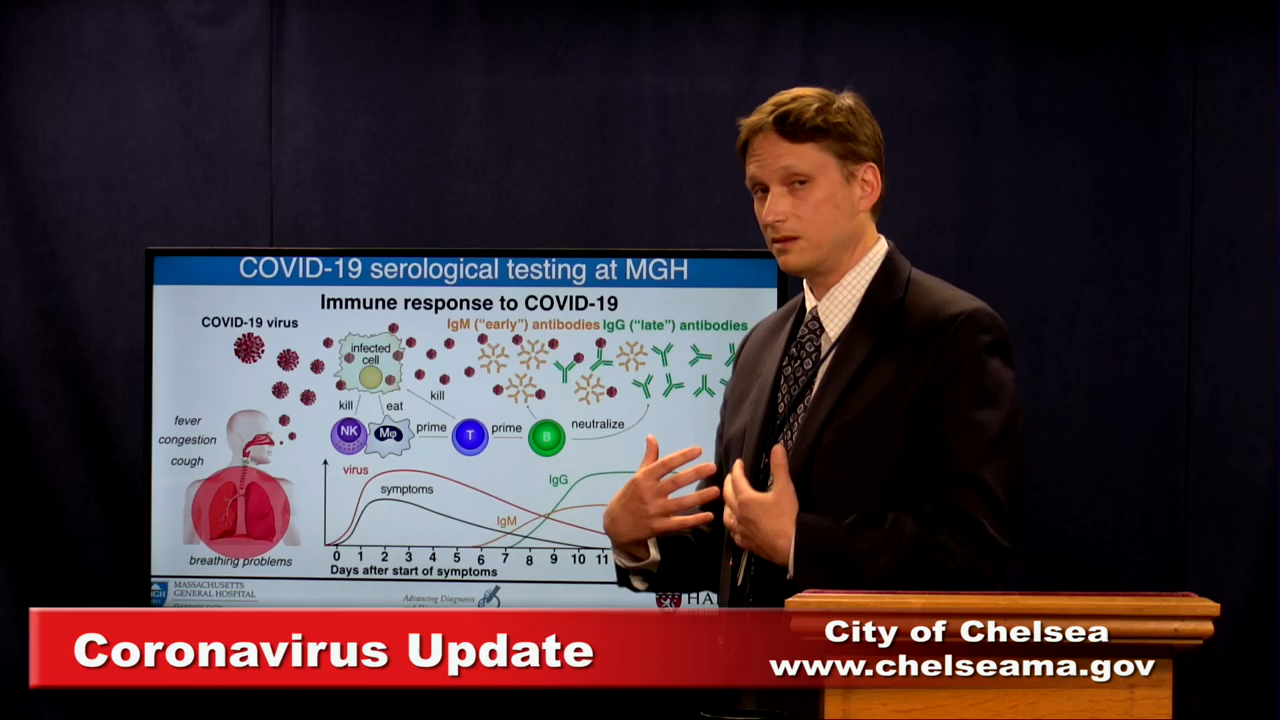 COVID-19 serological testing at MGH
Immune response to COVID-19
COVID-19 virus
IgM ("early") antibodies
IgG ("late") antibodies
infected
cell
kill
kill
eat
fever
congestion
cough
NK
Mφ
prime
T
prime
B
neutralize
virus
symptoms
IgG
IgM
breathing problems
0 1 2 3 4 5 6 7 8 9 10 11
Days after start of symptoms
MGH
MASSACHUSETTS
GENERAL HOSPITAL
Advancing Diagnosis
Coronavirus Update
City of Chelsea
www.chelseama.gov